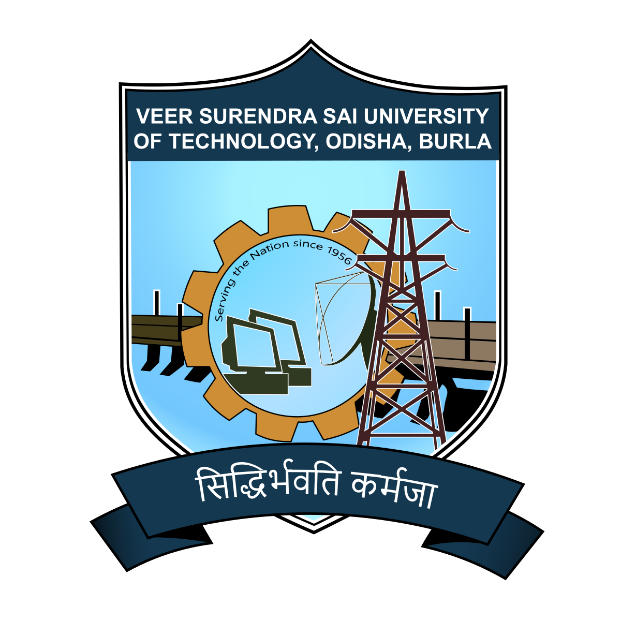 VEER SURENDRA SAI UNIVERSITY
OF TECHNOLOGY, ODISHA, BURLA
Serving the Nation since 1956
सिद्धिर्भवति कर्मजा